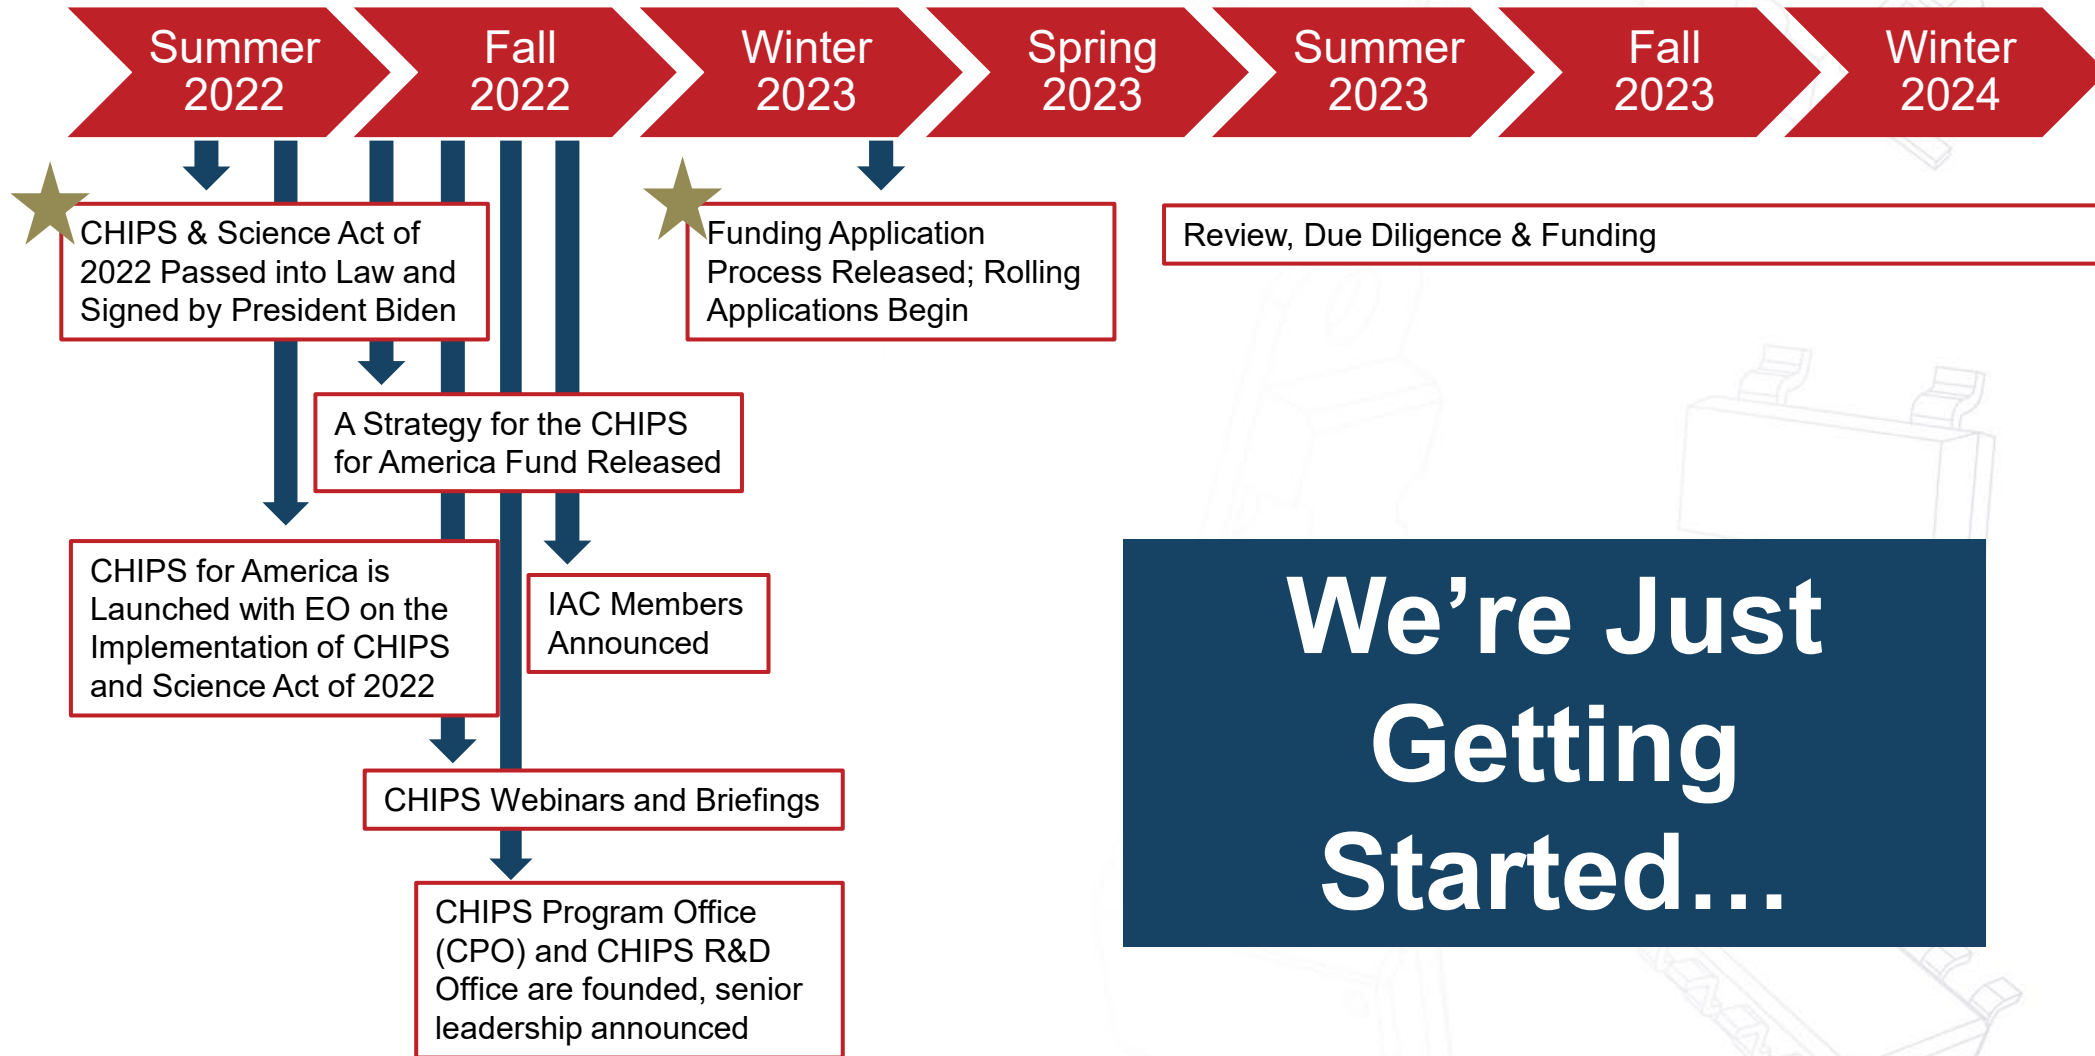 Summer
2022
Fall
2022
Winter
2023
Spring
2023
Summer
2023
Fall
2023
Winter
2024
CHIPS & Science Act of
2022 Passed into Law and
Signed by President Biden
Funding Application
Process Released; Rolling
Applications Begin
Review, Due Diligence & Funding
A Strategy for the CHIPS
for America Fund Released
CHIPS for America is
Launched with EO on the
Implementation of CHIPS
and Science Act of 2022
IAC Members
Announced
CHIPS Webinars and Briefings
CHIPS Program Office
(CPO) and CHIPS R&D
Office are founded, senior
leadership announced
We’re Just
Getting
Started…